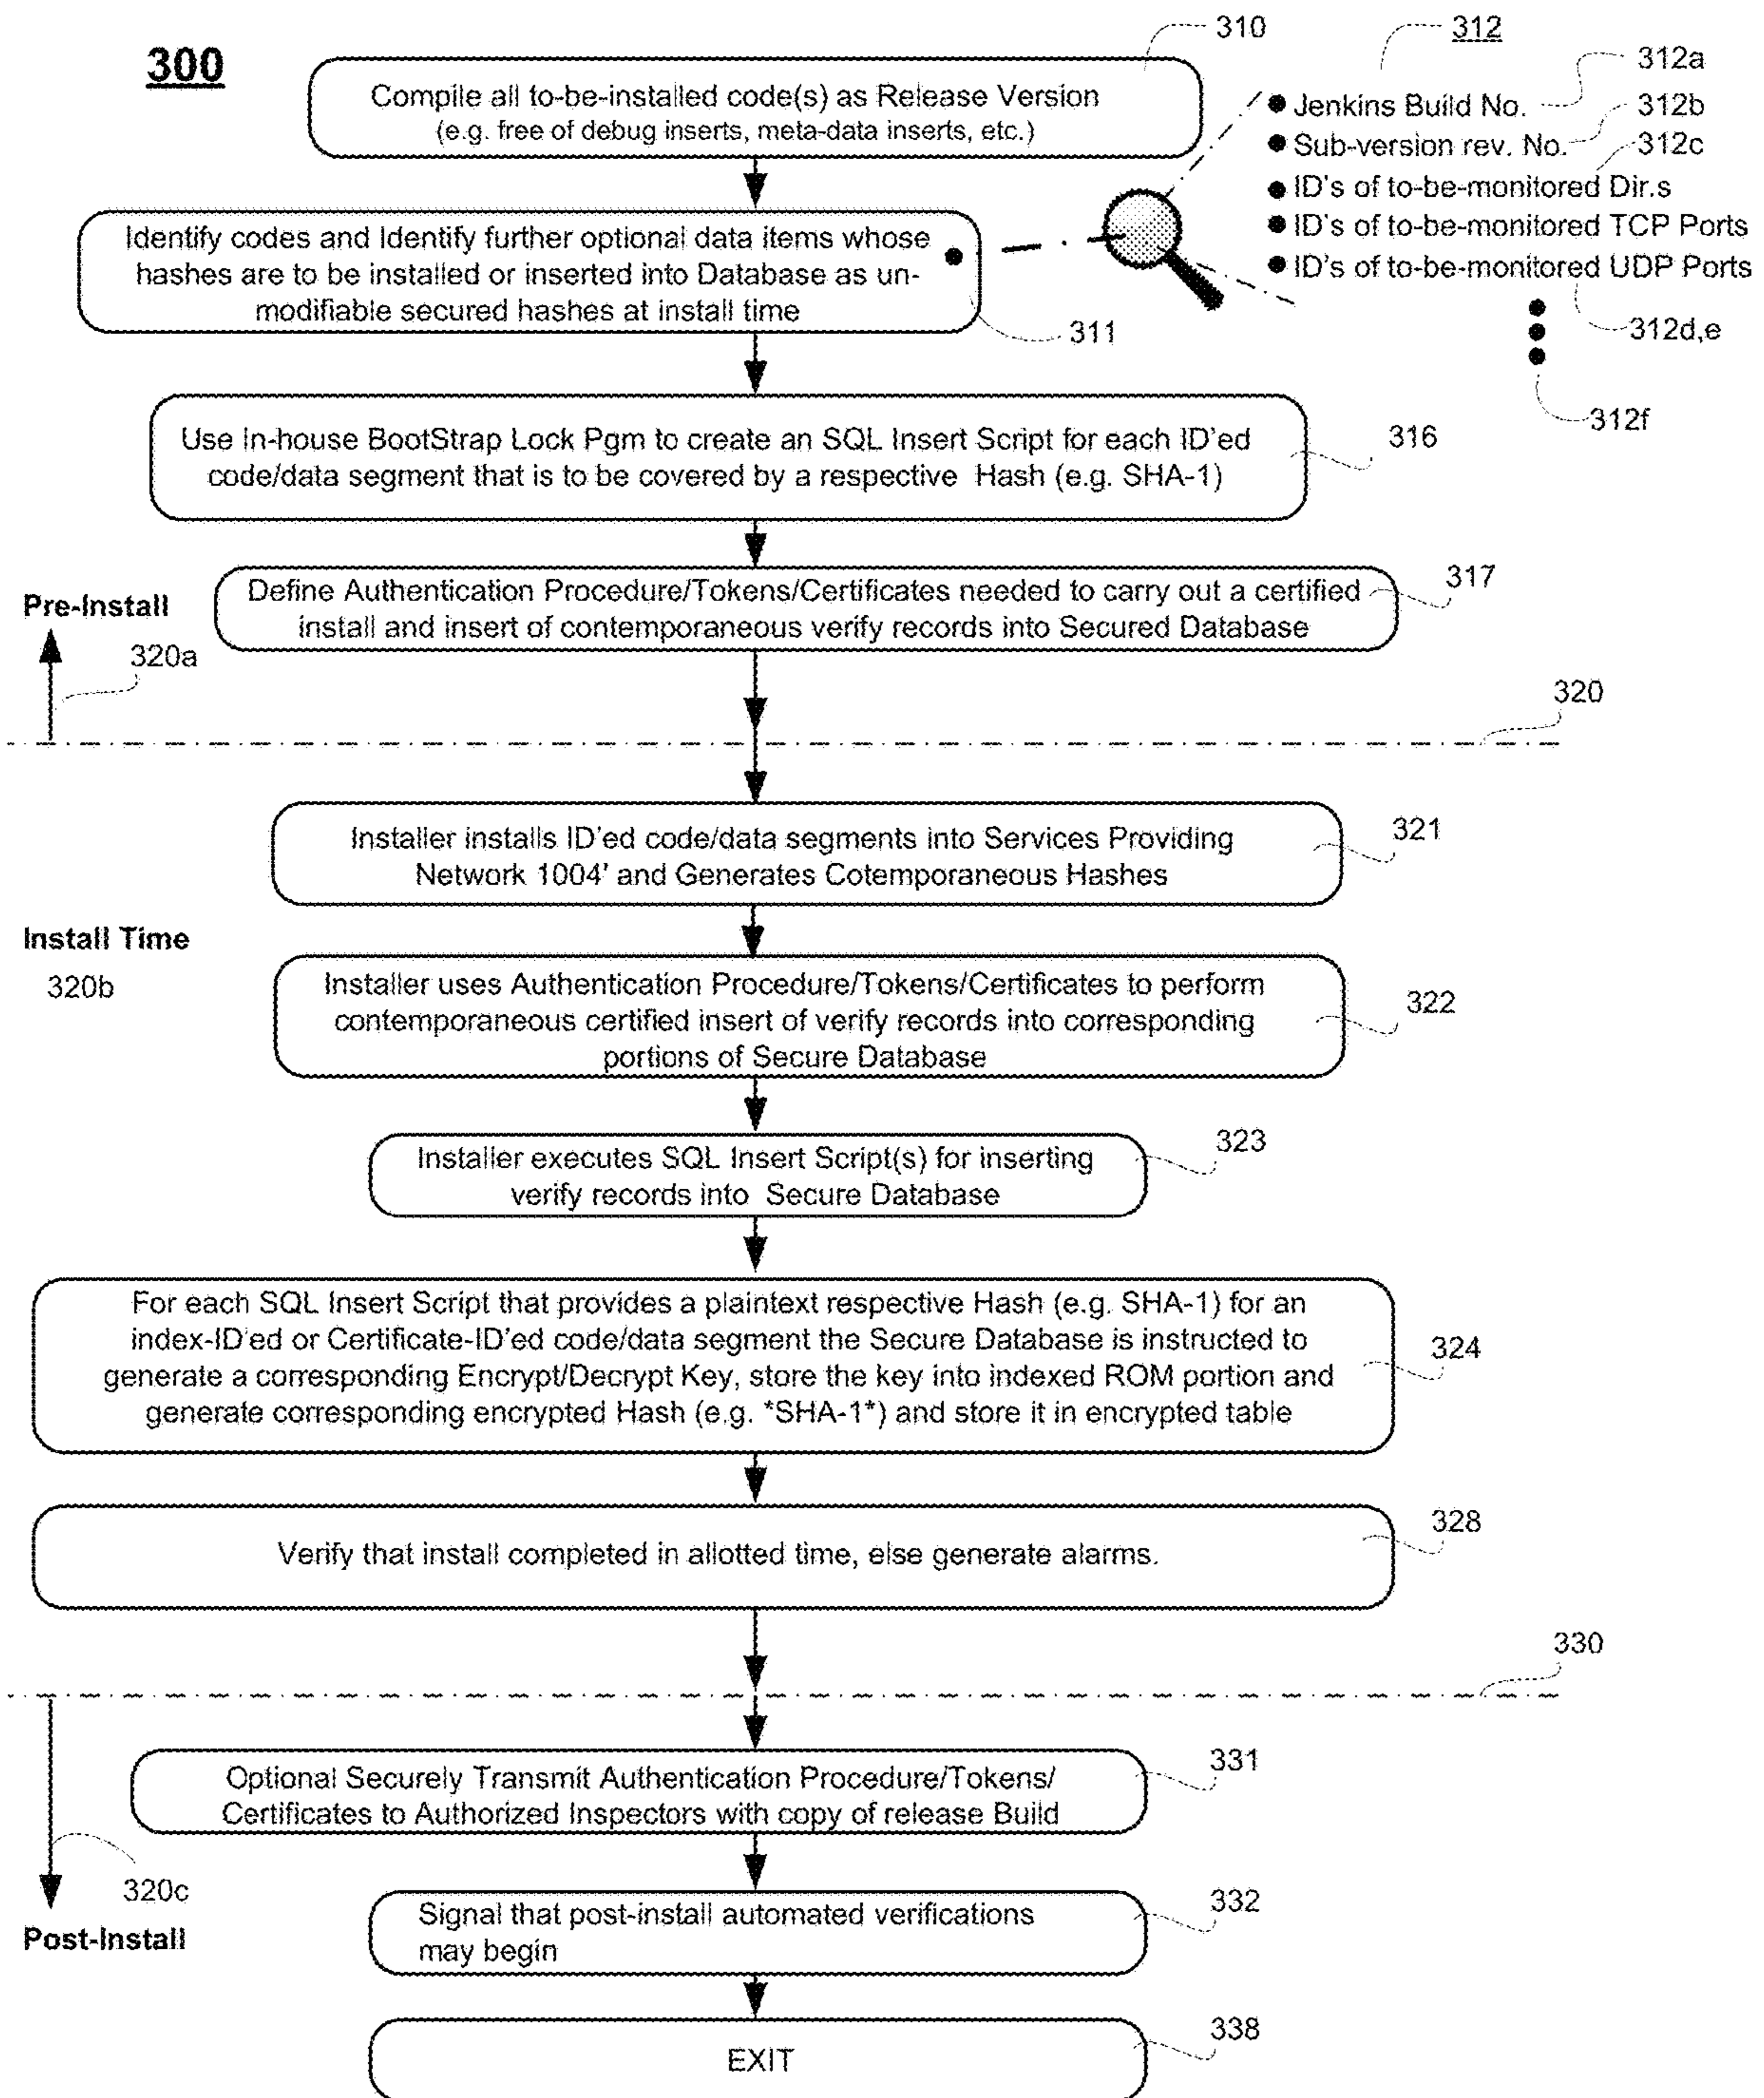 300
310
Compile all to-be-installed code(s) as Release Version
(e.g. free of debug inserts, meta-data inserts, etc.)
312
312a
Jenkins Build No.
312b
Sub-version rev. No.
312c
ID's of to-be-monitored Dir.s
ID's of to-be-monitored TCP Ports
ID's of to-be-monitored UDP Ports
312d,e
312f
Identify codes and Identify further optional data items whose
hashes are to be installed or inserted into Database as un-
modifiable secured hashes at install time
311
Use In-house BootStrap Lock Pgm to create an SQL Insert Script for each ID'ed
code/data segment that is to be covered by a respective Hash (e.g. SHA-1)
316
Define Authentication Procedure/Tokens/Certificates needed to carry out a certified
install and insert of contemporaneous verify records into Secured Database
317
Pre-Install
320a
320
Installer installs ID'ed code/data segments into Services Providing
Network 1004' and Generates Cotemporaneous Hashes
321
Install Time
320b
Installer uses Authentication Procedure/Tokens/Certificates to perform
contemporaneous certified insert of verify records into corresponding
portions of Secure Database
322
Installer executes SQL Insert Script(s) for inserting
verify records into Secure Database
323
For each SQL Insert Script that provides a plaintext respective Hash (e.g. SHA-1) for an
index-ID'ed or Certificate-ID'ed code/data segment the Secure Database is instructed to
generate a corresponding Encrypt/Decrypt Key, store the key into indexed ROM portion and
generate corresponding encrypted Hash (e.g. *SHA-1*) and store it in encrypted table
324
Verify that install completed in allotted time, else generate alarms.
328
330
Optional Securely Transmit Authentication Procedure/Tokens/
Certificates to Authorized Inspectors with copy of release Build
331
320c
Post-Install
Signal that post-install automated verifications
may begin
332
EXIT
338